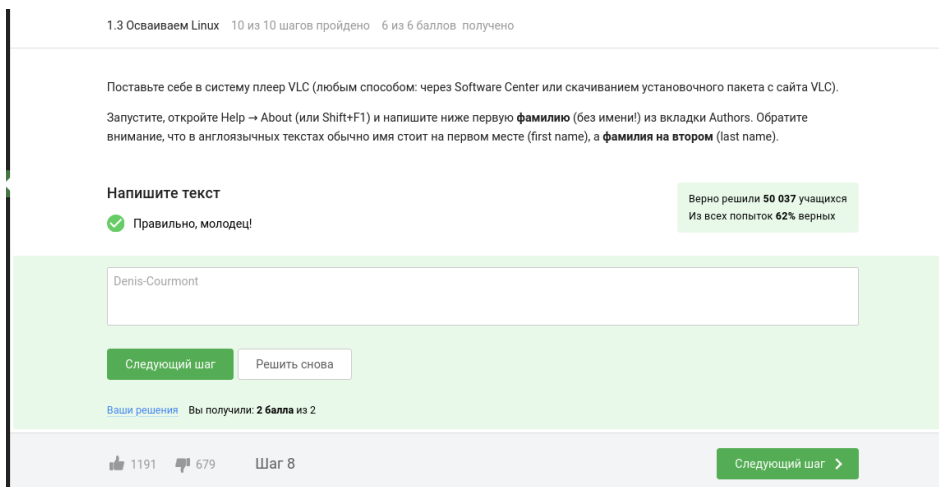 1.3 Осваиваем Linux 10 из 10 шагов пройдено 6 из 6 баллов получено
Поставьте себе в систему плеер VLC (любым способом: через Software Center или скачиванием установочного пакета с сайта VLC).
Запустите, откройте Help → About (или Shift+F1) и напишите ниже первую фамилию (без имени!) из вкладки Authors. Обратите
внимание, что в англоязычных текстах обычно имя стоит на первом месте (first name), а фамилия на втором (last name).
Напишите текст
Правильно, молодец!
Верно решили 50 037 учащихся
Из всех попыток 62% верных
Denis-Courmont
Следующий шаг Решить снова
Ваши решения Вы получили: 2 балла из 2
1191 679 Шаг 8 Следующий шаг